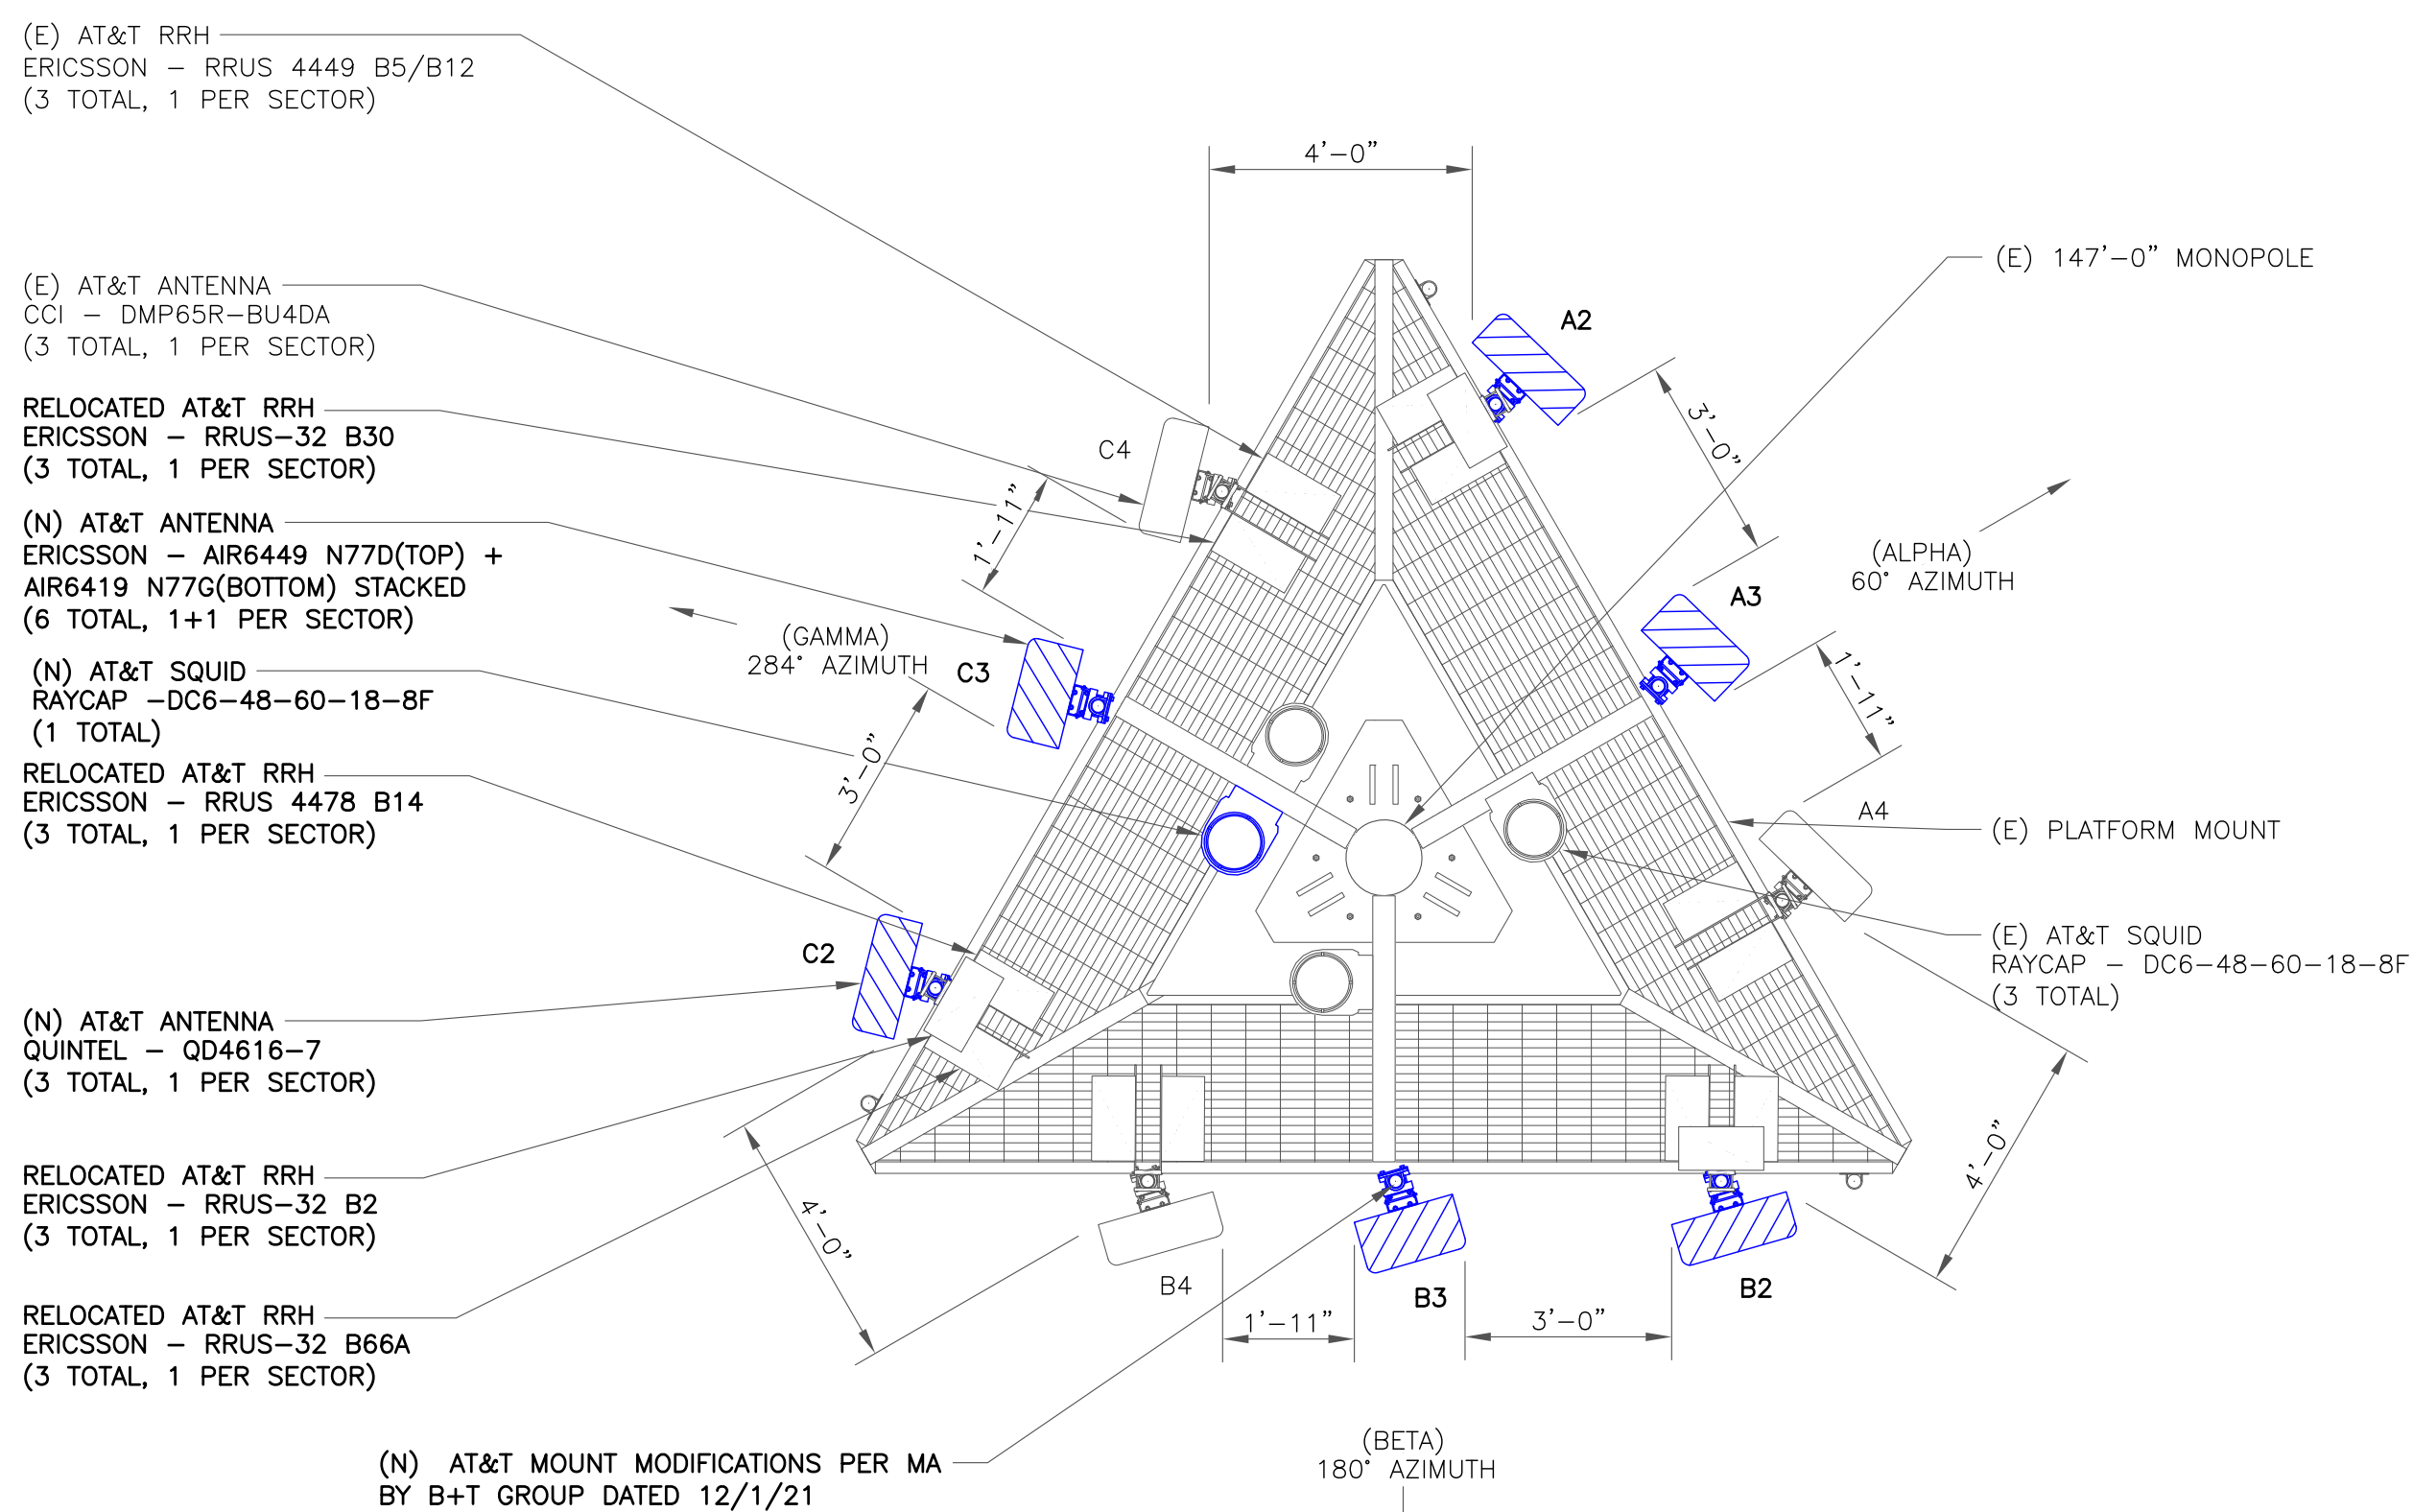 (E) AT&T RRH
ERICSSON - RRUS 4449 B5/B12
(3 TOTAL, 1 PER SECTOR)
(E) AT&T ANTENNA
CCI - DMP65R-BU4DA
(3 TOTAL, 1 PER SECTOR)
RELOCATED AT&T RRH
ERICSSON - RRUS-32 B30
(3 TOTAL, 1 PER SECTOR)
(N) AT&T ANTENNA
ERICSSON - AIR6449 N77D(TOP) +
AIR6419 N77G(BOTTOM) STACKED
(6 TOTAL, 1+1 PER SECTOR)
(N) AT&T SQUID
RAYCAP -DC6-48-60-18-8F
(1 TOTAL)
RELOCATED AT&T RRH
ERICSSON - RRUS 4478 B14
(3 TOTAL, 1 PER SECTOR)
(N) AT&T ANTENNA
QUINTEL - QD4616-7
(3 TOTAL, 1 PER SECTOR)
RELOCATED AT&T RRH
ERICSSON - RRUS-32 B2
(3 TOTAL, 1 PER SECTOR)
RELOCATED AT&T RRH
ERICSSON - RRUS-32 B66A
(3 TOTAL, 1 PER SECTOR)
(N) AT&T MOUNT MODIFICATIONS PER MA
BY B+T GROUP DATED 12/1/21
4'-0"
A2
3'-0"
C4
1'-11"
(GAMMA)
284° AZIMUTH
C3
3'-0"
C2
4'-0"
B4
1'-11"
B3
3'-0"
B2
4'-0"
(BETA)
180° AZIMUTH
(ALPHA)
60° AZIMUTH
A3
1'-11"
A4
(E) 147'-0" MONOPOLE
(E) PLATFORM MOUNT
(E) AT&T SQUID
RAYCAP - DC6-48-60-18-8F
(3 TOTAL)